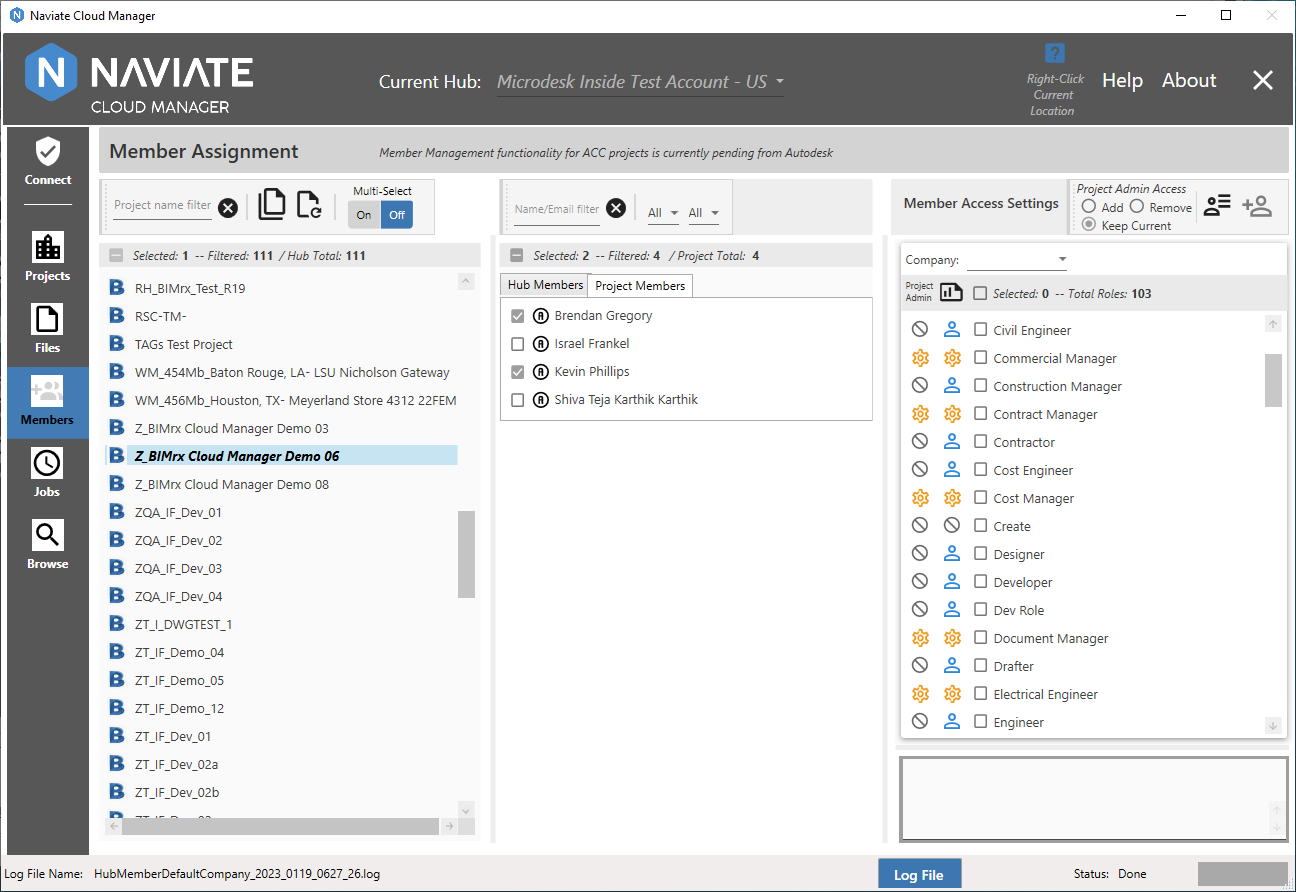 Naviate Cloud Manager
NAVIATE
CLOUD MANAGER
Current Hub: Microdesk Inside Test Account - US
?
Right-Click
Current
Location
Help
About
Connect
Projects
Files
Members
Jobs
Browse
Member Assignment
Member Management functionality for ACC projects is currently pending from Autodesk
Project name filter
Multi-Select
On Off
Selected: 1 -- Filtered: 111 / Hub Total: 111
RH_BIMrx_Test_R19
RSC-TM-
TAGs Test Project
WM_454Mb_Baton Rouge, LA- LSU Nicholson Gateway
WM_456Mb_Houston, TX- Meyerland Store 4312 22FEM
Z_BIMrx Cloud Manager Demo 03
Z_BIMrx Cloud Manager Demo 06
Z_BIMrx Cloud Manager Demo 08
ZQA_IF_Dev_01
ZQA_IF_Dev_02
ZQA_IF_Dev_03
ZQA_IF_Dev_04
ZT_I_DWGTEST_1
ZT_IF_Demo_04
ZT_IF_Demo_05
ZT_IF_Demo_12
ZT_IF_Dev_01
ZT_IF_Dev_02a
ZT_IF_Dev_02b
Name/Email filter
All All
Selected: 2 -- Filtered: 4 / Project Total: 4
Hub Members Project Members
Brendan Gregory
Israel Frankel
Kevin Phillips
Shiva Teja Karthik Karthik
Member Access Settings
Project Admin Access
Add Remove
Keep Current
Company:
Project
Admin
Selected: 0 -- Total Roles: 103
Civil Engineer
Commercial Manager
Construction Manager
Contract Manager
Contractor
Cost Engineer
Cost Manager
Create
Designer
Developer
Dev Role
Document Manager
Drafter
Electrical Engineer
Engineer
Log File Name: HubMemberDefaultCompany_2023_0119_0627_26.log
Log File
Status: Done